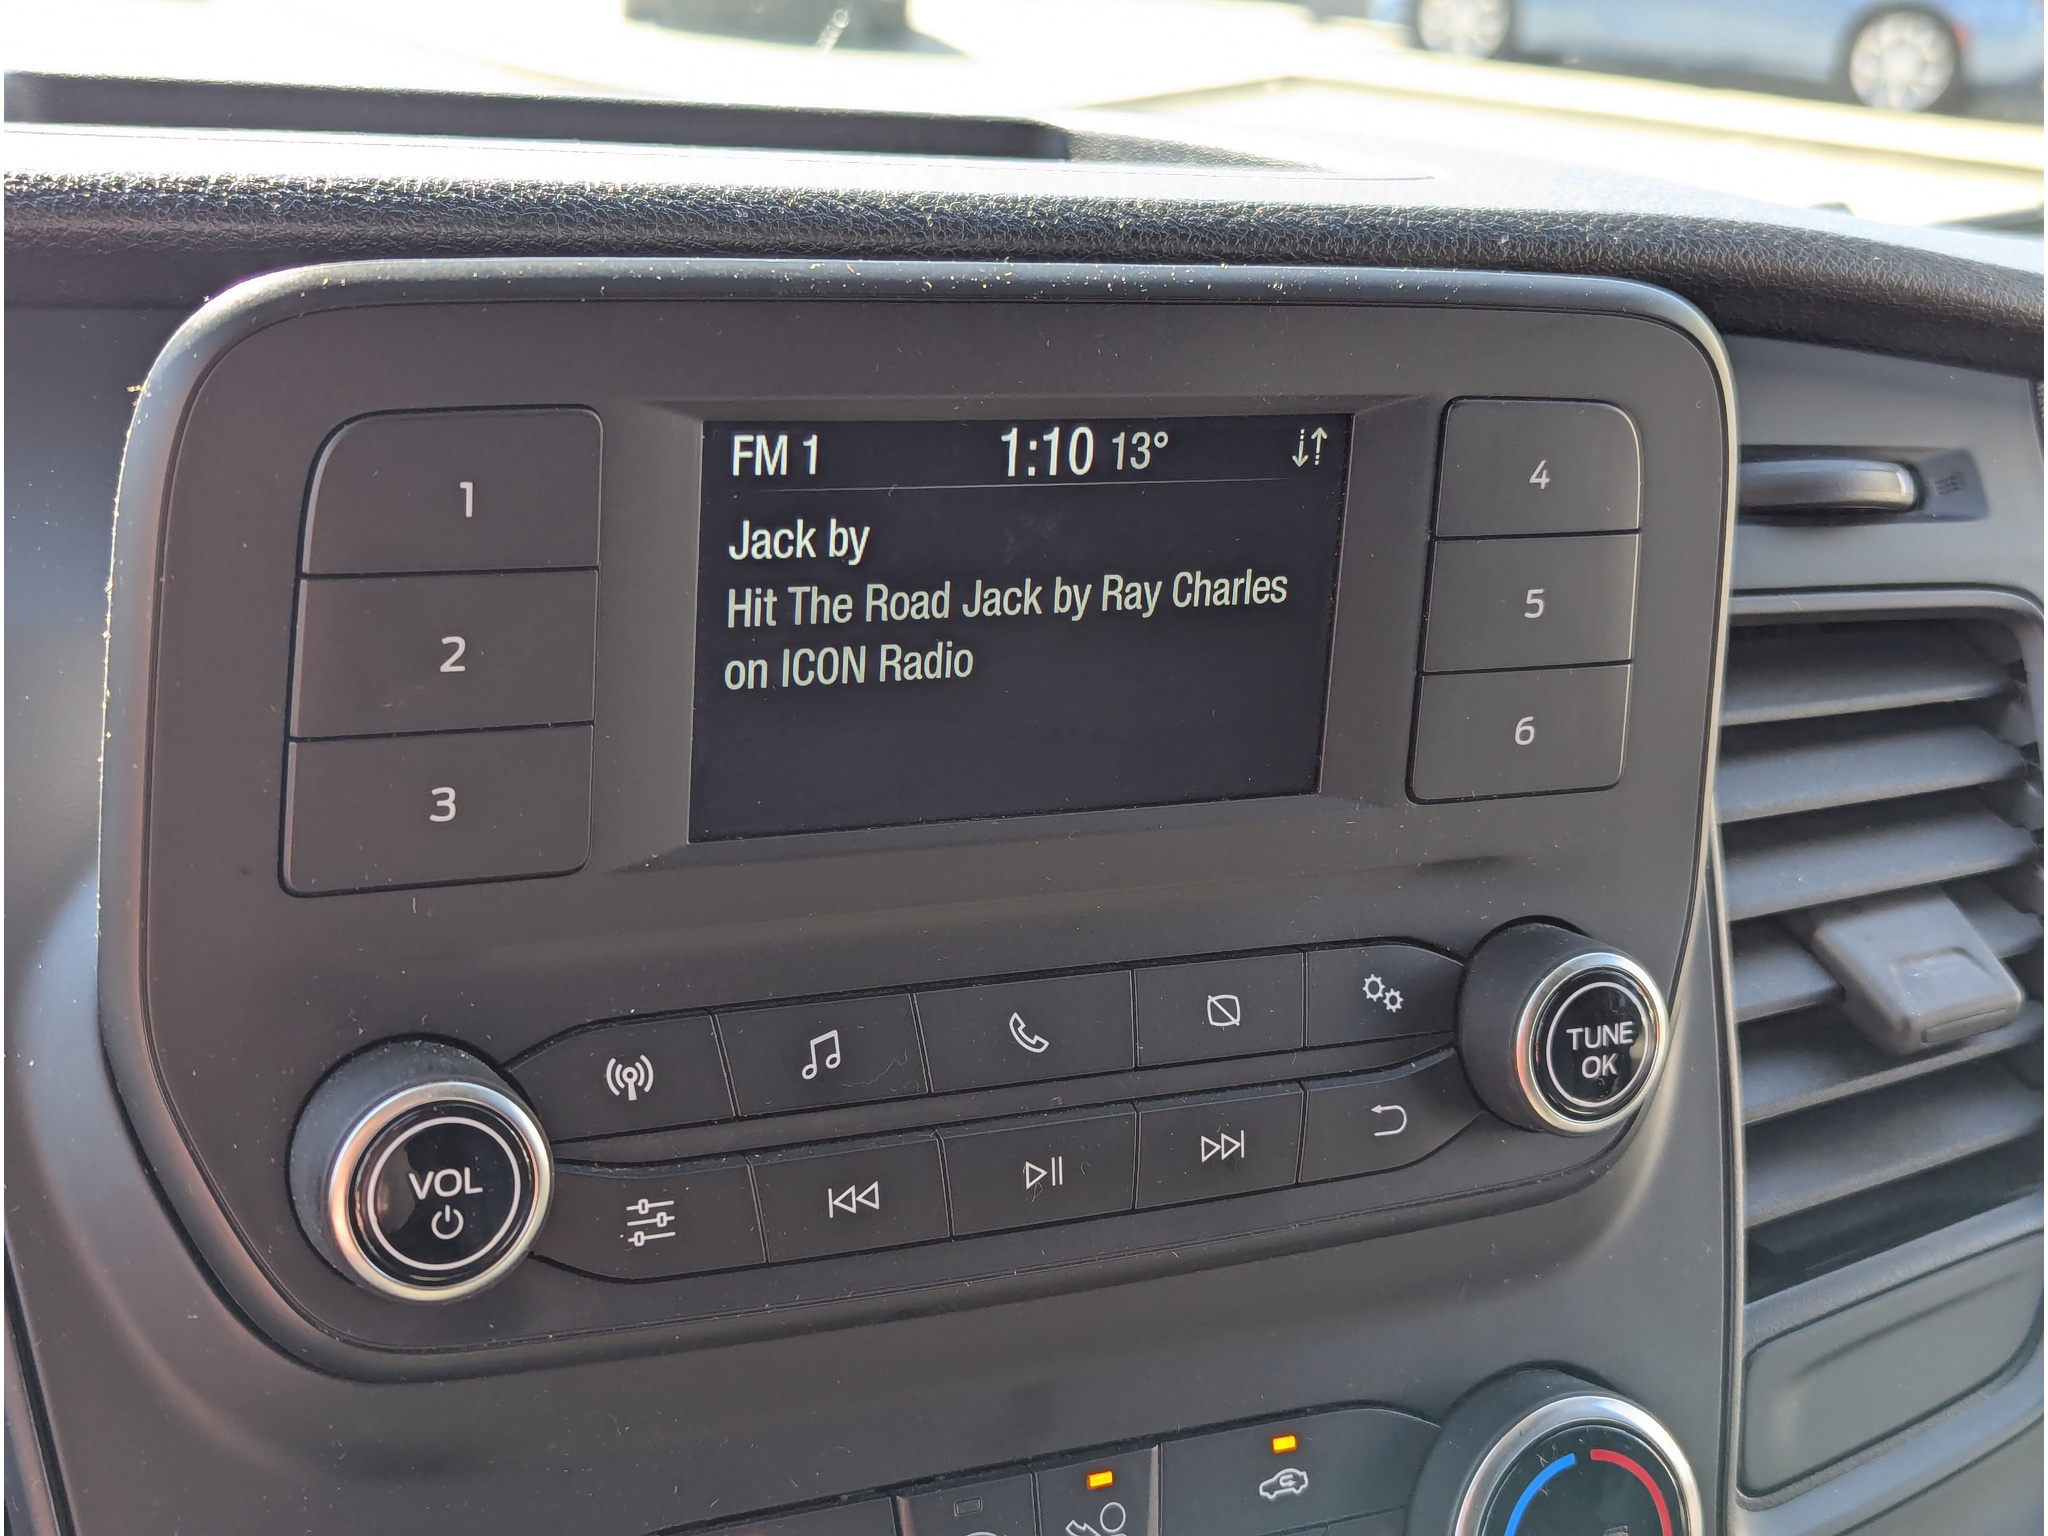 FM 1 1:10 13°
Jack by
Hit The Road Jack by Ray Charles
on ICON Radio
1
2
3
4
5
6
VOL
TUNE
OK